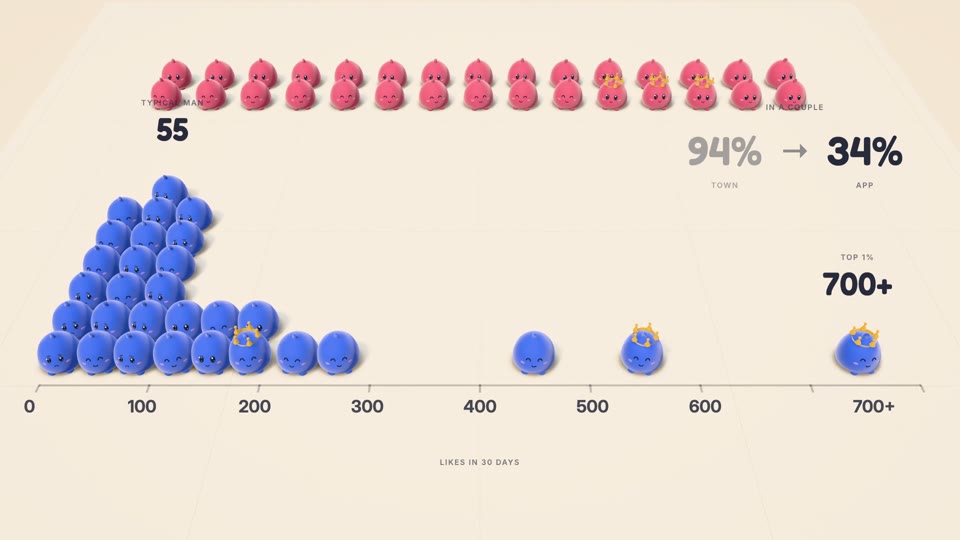 TYPICAL MAN
55
IN A COUPLE
94% → 34%
TOWN APP
TOP 1%
700+
0 100 200 300 400 500 600 700+
LIKES IN 30 DAYS